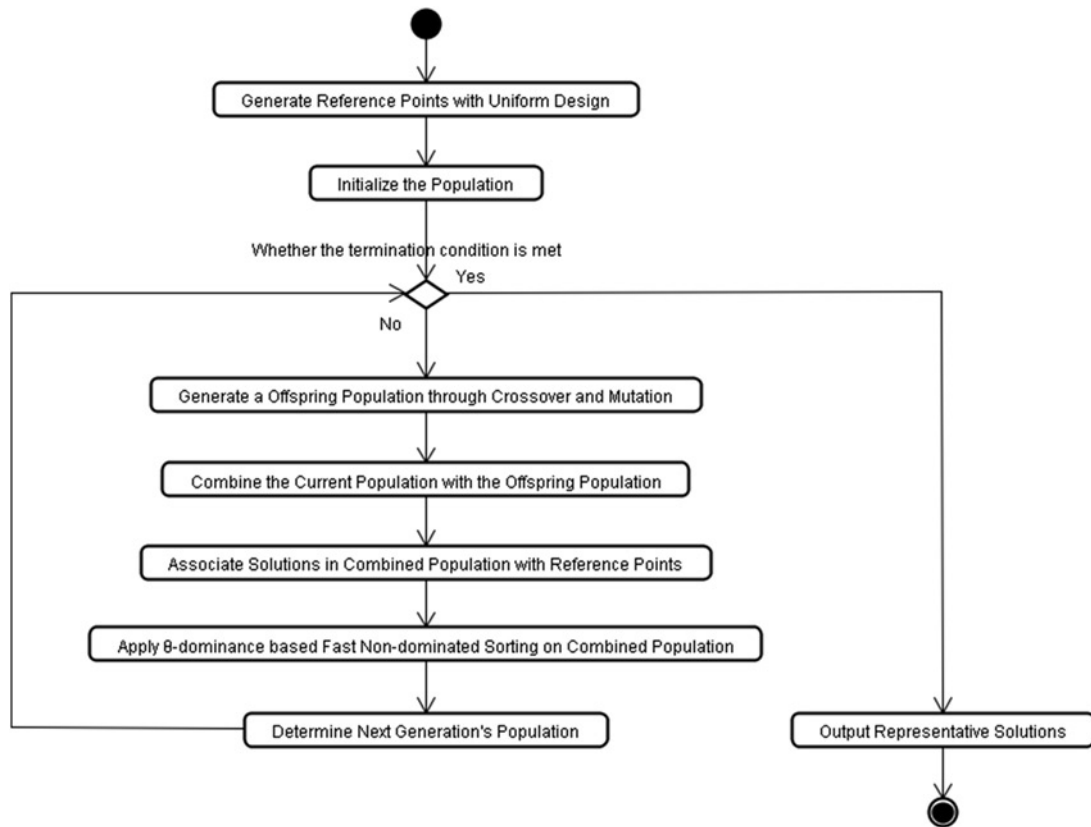 Generate Reference Points with Uniform Design
Initialize the Population
Whether the termination condition is met
Yes
No
Generate a Offspring Population through Crossover and Mutation
Combine the Current Population with the Offspring Population
Associate Solutions in Combined Population with Reference Points
Apply θ-dominance based Fast Non-dominated Sorting on Combined Population
Determine Next Generation's Population
Output Representative Solutions